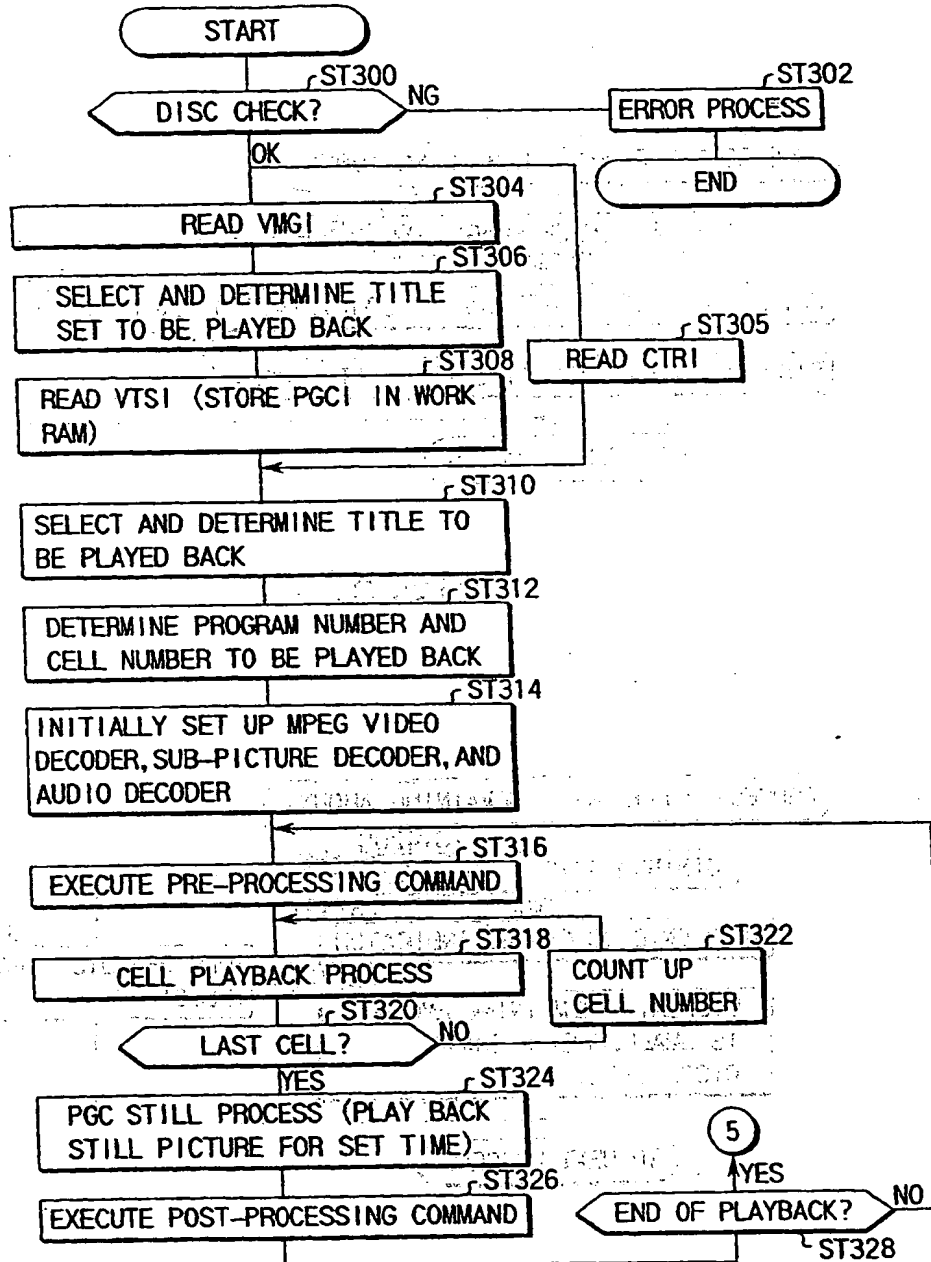 START
ST300
DISC CHECK?
NG
ST302
ERROR PROCESS
END
OK
ST304
READ VMGI
ST306
SELECT AND DETERMINE TITLE
SET TO BE PLAYED BACK
ST305
READ CTRI
ST308
READ VTSI (STORE PGCI IN WORK
RAM)
ST310
SELECT AND DETERMINE TITLE TO
BE PLAYED BACK
ST312
DETERMINE PROGRAM NUMBER AND
CELL NUMBER TO BE PLAYED BACK
ST314
INITIALLY SET UP MPEG VIDEO
DECODER, SUB-PICTURE DECODER, AND
AUDIO DECODER
ST316
EXECUTE PRE-PROCESSING COMMAND
ST318
CELL PLAYBACK PROCESS
ST322
COUNT UP
CELL NUMBER
ST320
LAST CELL?
NO
YES
ST324
PGC STILL PROCESS (PLAY BACK
STILL PICTURE FOR SET TIME)
ST326
EXECUTE POST-PROCESSING COMMAND
5
YES
END OF PLAYBACK?
NO
ST328